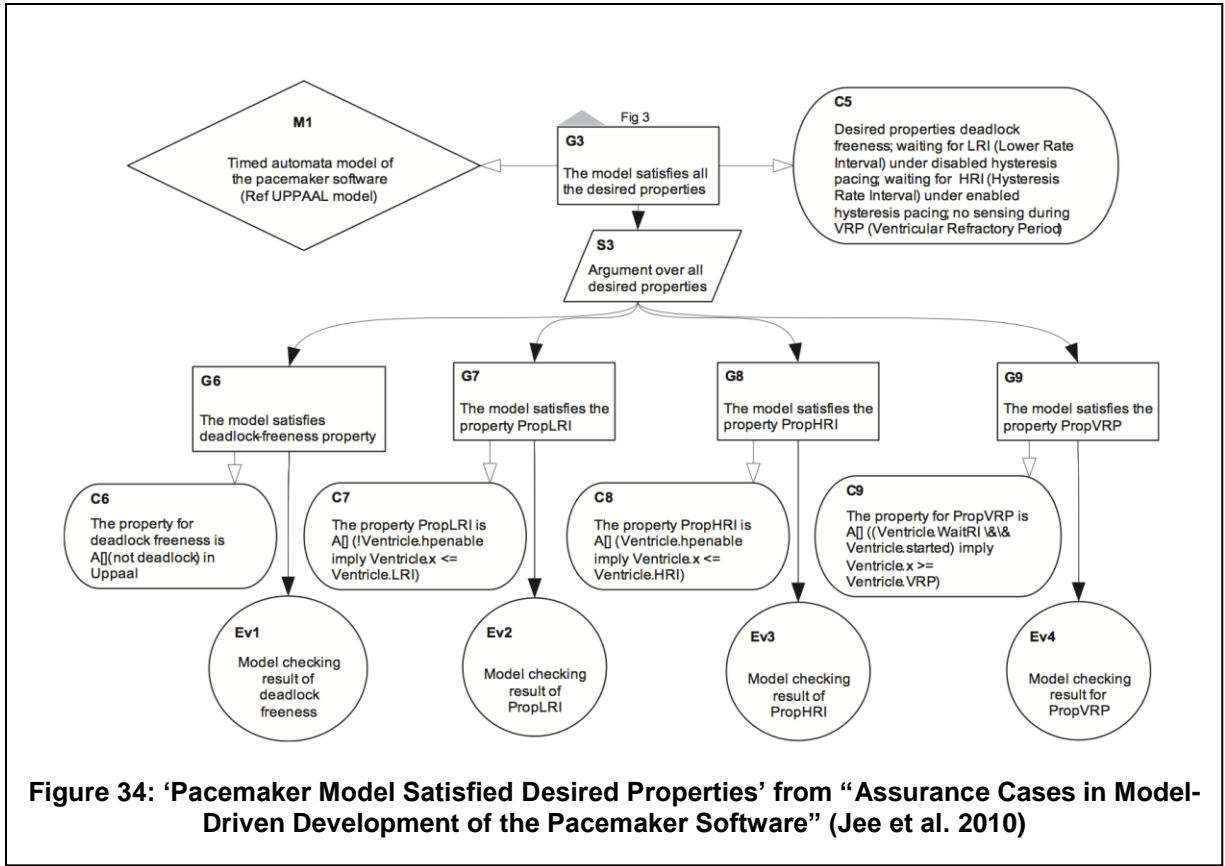 Fig 3
M1
Timed automata model of
the pacemaker software
(Ref UPPAAL model)
G3
The model satisfies all
the desired properties
C5
Desired properties deadlock
freeness; waiting for LRI (Lower Rate
Interval) under disabled hysteresis
pacing; waiting for HRI (Hysteresis
Rate Interval) under enabled
hysteresis pacing; no sensing during
VRP (Ventricular Refractory Period)
S3
Argument over all
desired properties
G6
The model satisfies
deadlock-freeness property
G7
The model satisfies the
property PropLRI
G8
The model satisfies the
property PropHRI
G9
The model satisfies the
property PropVRP
C6
The property for
deadlock freeness is
A[](not deadlock) in
Uppaal
C7
The property PropLRI is
A[] (!Ventricle.hpenable
imply Ventricle.x <=
Ventricle.LRI)
C8
The property PropHRI is
A[] (Ventricle.hpenable
imply Ventricle.x <=
Ventricle.HRI)
C9
The property for PropVRP is
A[] ((Ventricle.WaitRI \&\&
Ventricle.started) imply
Ventricle.x >=
Ventricle.VRP)
Ev1
Model checking
result of
deadlock
freeness
Ev2
Model checking
result of
PropLRI
Ev3
Model checking
result of
PropHRI
Ev4
Model checking
result for
PropVRP
Figure 34: ‘Pacemaker Model Satisfied Desired Properties’ from “Assurance Cases in Model-
Driven Development of the Pacemaker Software” (Jee et al. 2010)